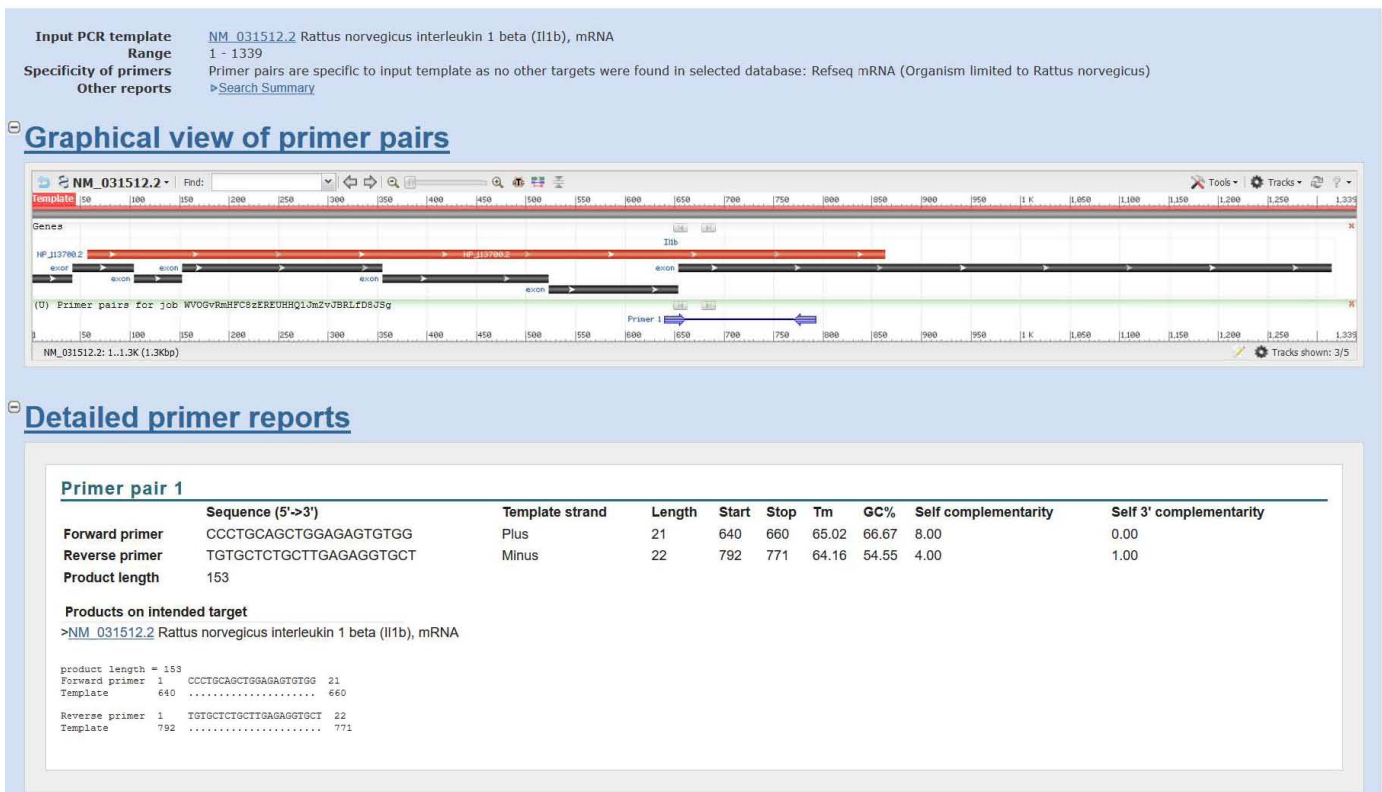 Input PCR template NM_031512.2 Rattus norvegicus interleukin 1 beta (Il1b), mRNA
Range 1 - 1339
Specificity of primers Primer pairs are specific to input template as no other targets were found in selected database: Refseq mRNA (Organism limited to Rattus norvegicus)
Other reports ▶Search Summary
Graphical view of primer pairs
NM_031512.2 Find: Tools Tracks ?
Template |50 |100 |150 |200 |250 |300 |350 |400 |450 |500 |550 |600 |650 |700 |750 |800 |850 |900 |950 |1 K |1,050 |1,100 |1,150 |1,200 |1,250 | 1,339
Genes
Il1b
NP_113700.2 NP_113700.2
exon exon exon
exon exon
exon
(U) Primer pairs for job
Primer 1
|50 |100 |150 |200 |250 |300 |350 |400 |450 |500 |550 |600 |650 |700 |750 |800 |850 |900 |950 |1 K |1,050 |1,100 |1,150 |1,200 |1,250 | 1,339
NM_031512.2: 1..1.3K (1.3Kbp) Tracks shown: 3/5
Detailed primer reports
Primer pair 1
Sequence (5'->3') Template strand Length Start Stop Tm GC% Self complementarity Self 3' complementarity
Forward primer CCCTGCAGCTGGAGAGTGTGG Plus 21 640 660 65.02 66.67 8.00 0.00
Reverse primer TGTGCTCTGCTTGAGAGGTGCT Minus 22 792 771 64.16 54.55 4.00 1.00
Product length 153
Products on intended target
>NM_031512.2 Rattus norvegicus interleukin 1 beta (Il1b), mRNA
product length = 153
Forward primer 1 CCCTGCAGCTGGAGAGTGTGG 21
Template 640 ..................... 660
Reverse primer 1 TGTGCTCTGCTTGAGAGGTGCT 22
Template 792 ...................... 771